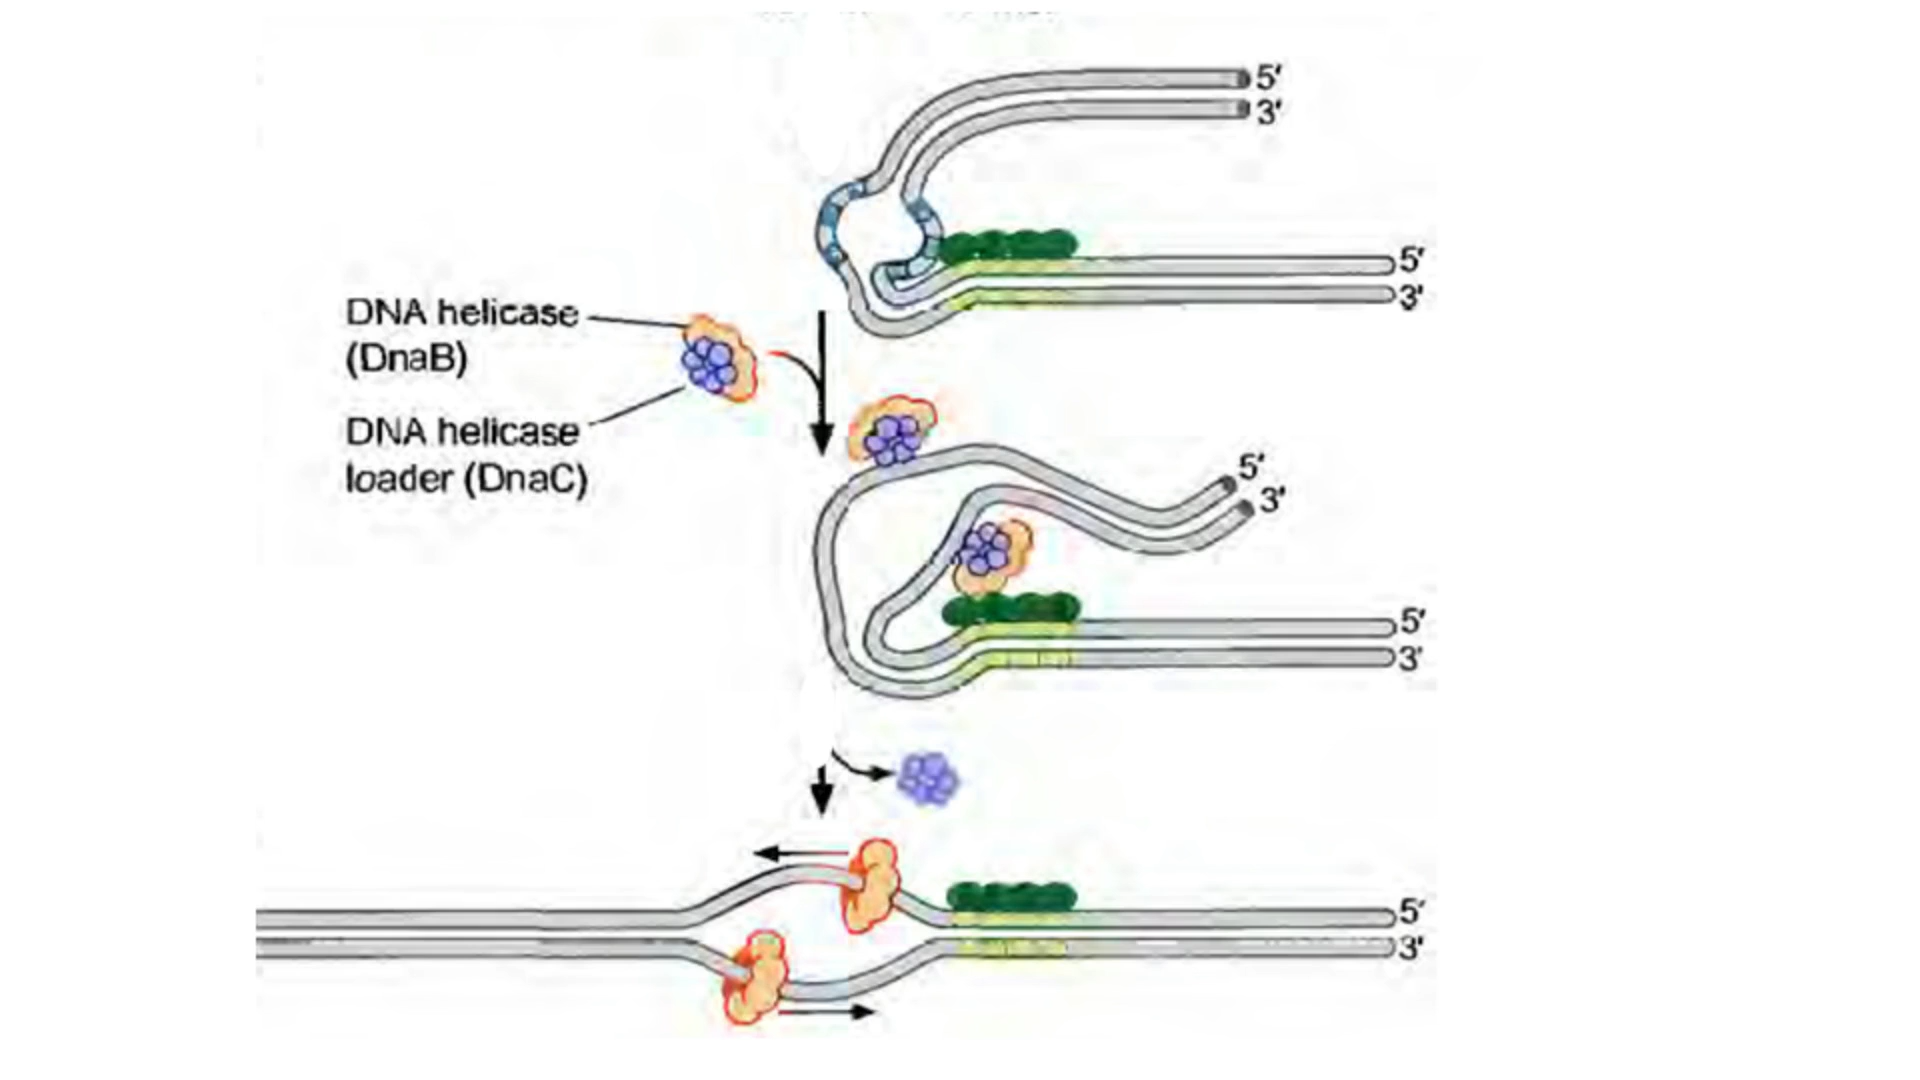 5'
3'
5'
3'
DNA helicase
(DnaB)
DNA helicase
loader (DnaC)
5'
3'
5'
3'
5'
3'